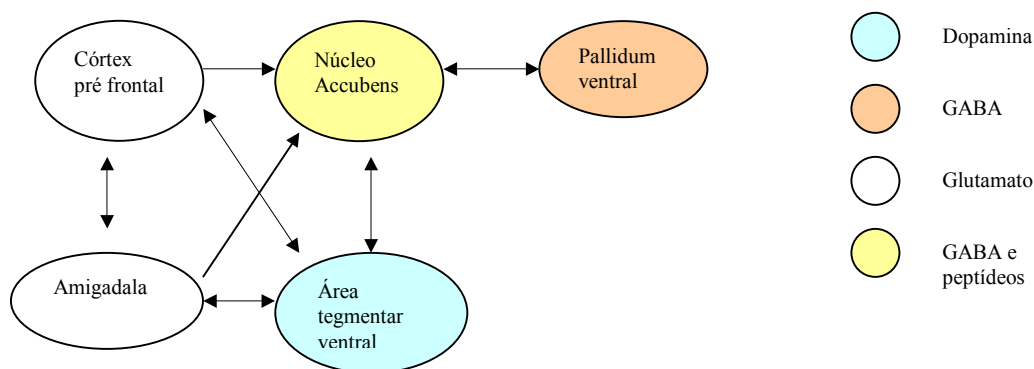 Córtex
pré frontal
Núcleo
Accubens
Pallidum
ventral
Amigadala
Área
tegmentar
ventral
Dopamina
GABA
Glutamato
GABA e
peptídeos